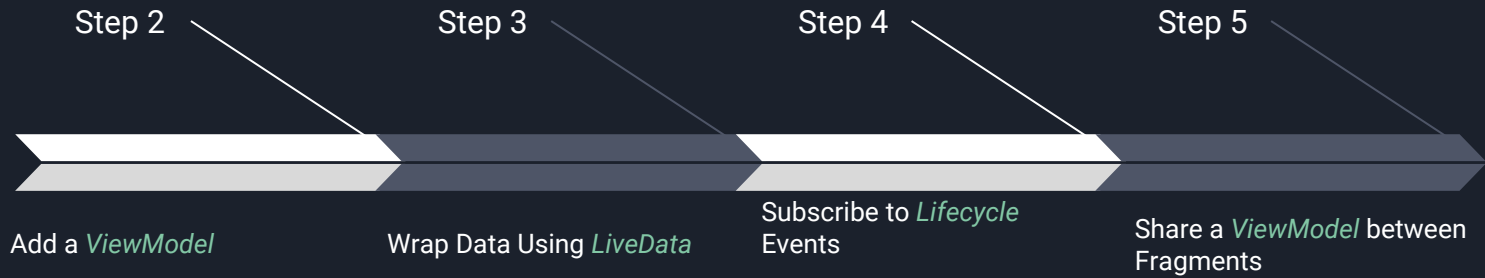 Step 2
Step 3
Step 4
Step 5
Add a ViewModel
Wrap Data Using LiveData
Subscribe to Lifecycle
Events
Share a ViewModel between
Fragments